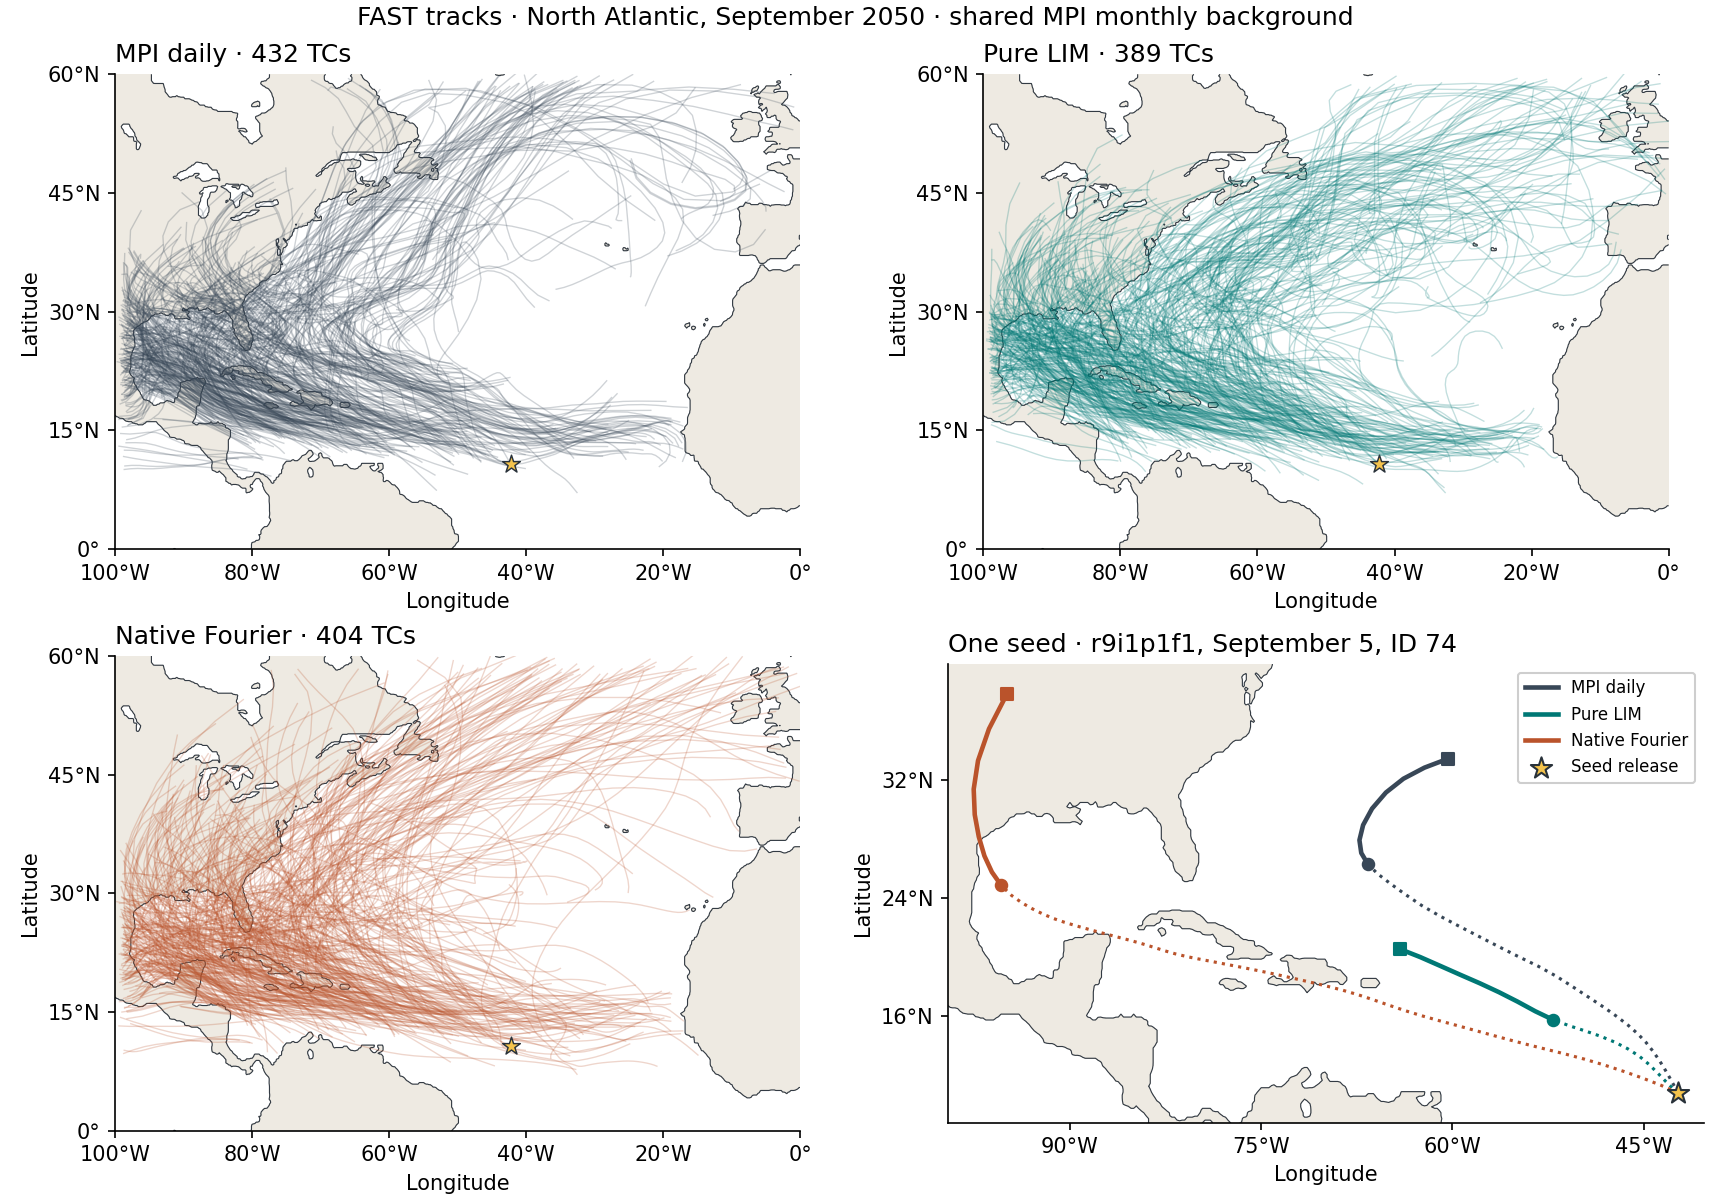 FAST tracks · North Atlantic, September 2050 · shared MPI monthly background
MPI daily · 432 TCs
60°N
45°N
30°N
15°N
0°
Latitude
100°W 80°W 60°W 40°W 20°W 0°
Longitude
Pure LIM · 389 TCs
60°N
45°N
30°N
15°N
0°
Latitude
100°W 80°W 60°W 40°W 20°W 0°
Longitude
Native Fourier · 404 TCs
60°N
45°N
30°N
15°N
0°
Latitude
100°W 80°W 60°W 40°W 20°W 0°
Longitude
One seed · r9i1p1f1, September 5, ID 74
MPI daily
Pure LIM
Native Fourier
Seed release
32°N
24°N
16°N
Latitude
90°W 75°W 60°W 45°W
Longitude